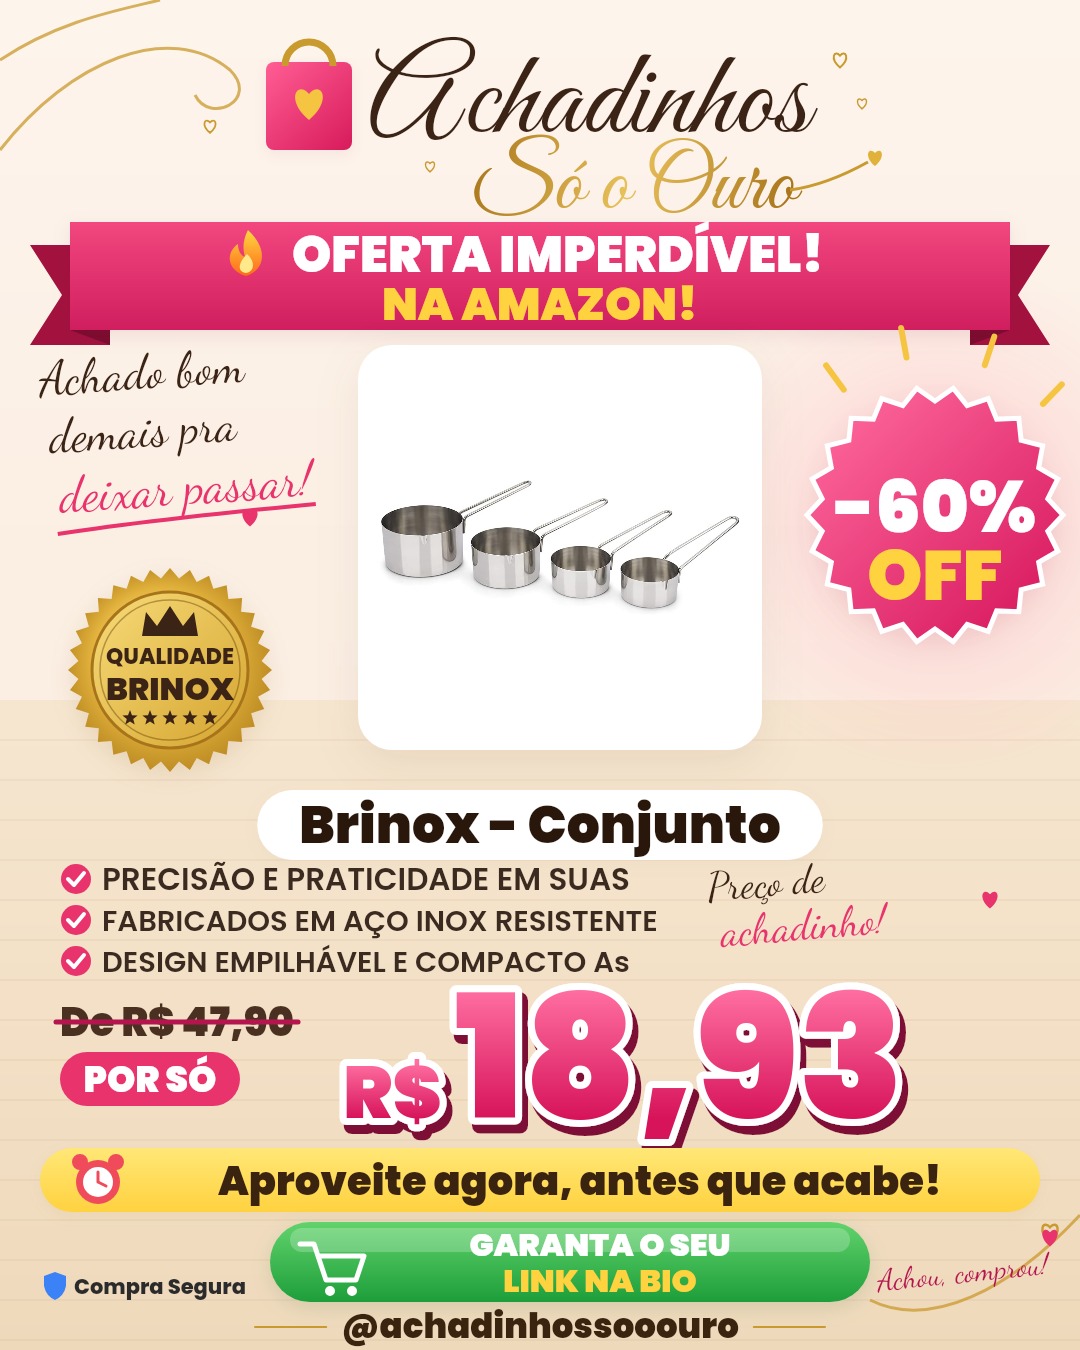 Achadinhos
Só o Ouro
OFERTA IMPERDÍVEL!
NA AMAZON!
Achado bom
demais pra
deixar passar!
-60%
OFF
QUALIDADE
BRINOX
Brinox - Conjunto
PRECISÃO E PRATICIDADE EM SUAS
FABRICADOS EM AÇO INOX RESISTENTE
DESIGN EMPILHÁVEL E COMPACTO As
Preço de
achadinho!
De R$ 47,90
POR SÓ
R$ 18,93
Aproveite agora, antes que acabe!
GARANTA O SEU
LINK NA BIO
Compra Segura
Achou, comprou!
@achadinhossooouro